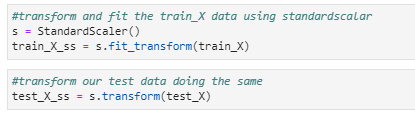 #transform and fit the train_X data using standardscalar
s = StandardScaler()
train_X_ss = s.fit_transform(train_X)
#transform our test data doing the same
test_X_ss = s.transform(test_X)